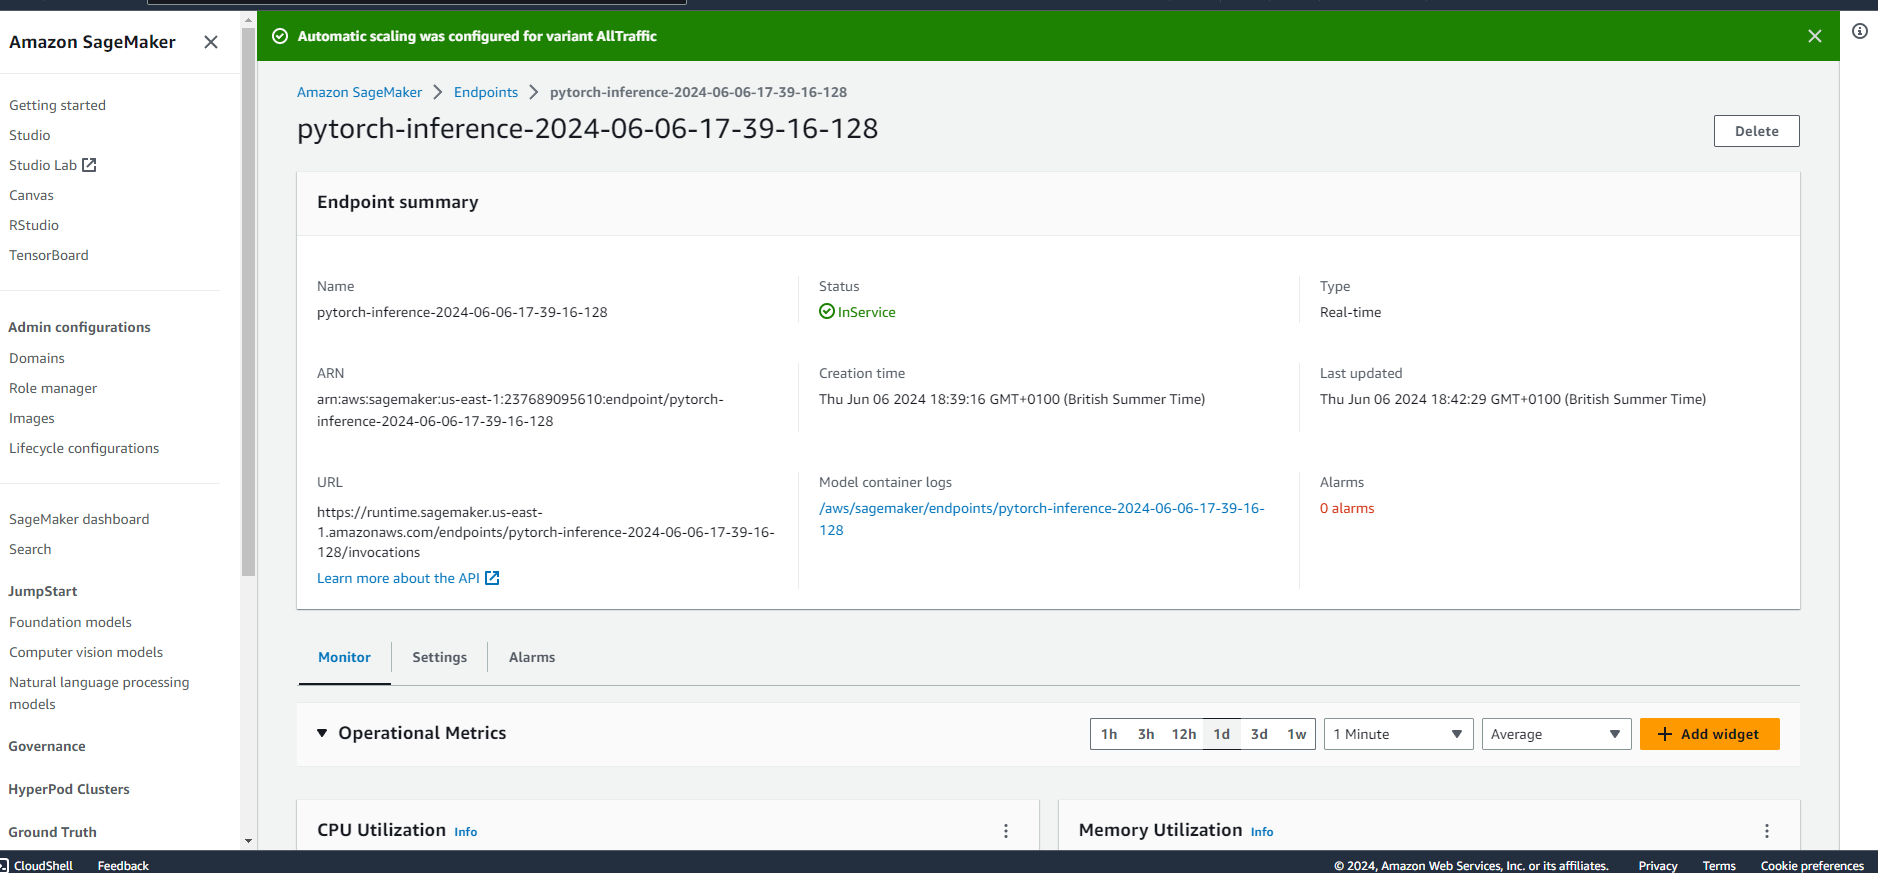 Amazon SageMaker
Getting started
Studio
Studio Lab
Canvas
RStudio
TensorBoard
Admin configurations
Domains
Role manager
Images
Lifecycle configurations
SageMaker dashboard
Search
JumpStart
Foundation models
Computer vision models
Natural language processing
models
Governance
HyperPod Clusters
Ground Truth
Automatic scaling was configured for variant AllTraffic
Amazon SageMaker > Endpoints > pytorch-inference-2024-06-06-17-39-16-128
pytorch-inference-2024-06-06-17-39-16-128
Delete
Endpoint summary
Name
pytorch-inference-2024-06-06-17-39-16-128
Status
InService
Type
Real-time
ARN
arn:aws:sagemaker:us-east-1:237689095610:endpoint/pytorch-
inference-2024-06-06-17-39-16-128
Creation time
Thu Jun 06 2024 18:39:16 GMT+0100 (British Summer Time)
Last updated
Thu Jun 06 2024 18:42:29 GMT+0100 (British Summer Time)
URL
https://runtime.sagemaker.us-east-
1.amazonaws.com/endpoints/pytorch-inference-2024-06-06-17-39-16-
128/invocations
Learn more about the API
Model container logs
/aws/sagemaker/endpoints/pytorch-inference-2024-06-06-17-39-16-
128
Alarms
0 alarms
Monitor
Settings
Alarms
Operational Metrics
1h 3h 12h 1d 3d 1w
1 Minute
Average
Add widget
CPU Utilization Info
Memory Utilization Info
CloudShell
Feedback
© 2024, Amazon Web Services, Inc. or its affiliates.
Privacy
Terms
Cookie preferences